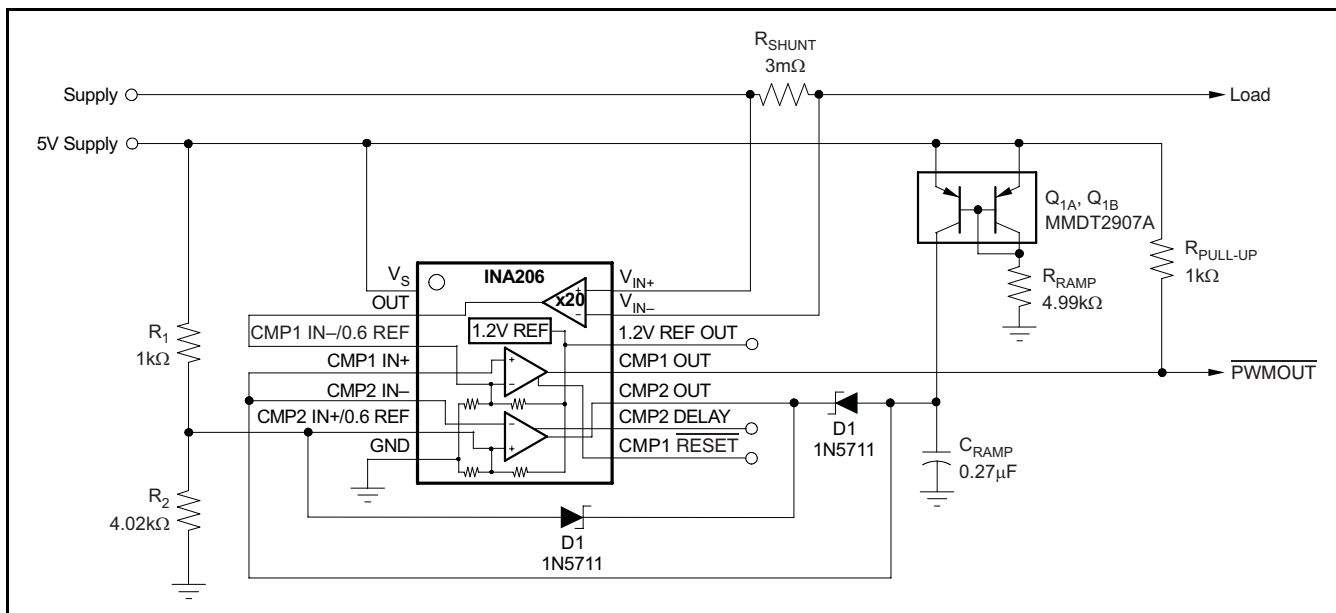 R_SHUNT
3mΩ
Supply
Load
5V Supply
Q_1A, Q_1B
MMDT2907A
R_PULL-UP
1kΩ
R_RAMP
4.99kΩ
V_S
INA206
V_IN+
OUT
x20
V_IN–
CMP1 IN–/0.6 REF
1.2V REF
1.2V REF OUT
R_1
1kΩ
CMP1 IN+
CMP1 OUT
PWMOUT
CMP2 IN–
CMP2 OUT
CMP2 IN+/0.6 REF
CMP2 DELAY
GND
CMP1 RESET
D1
1N5711
C_RAMP
0.27μF
R_2
4.02kΩ
D1
1N5711